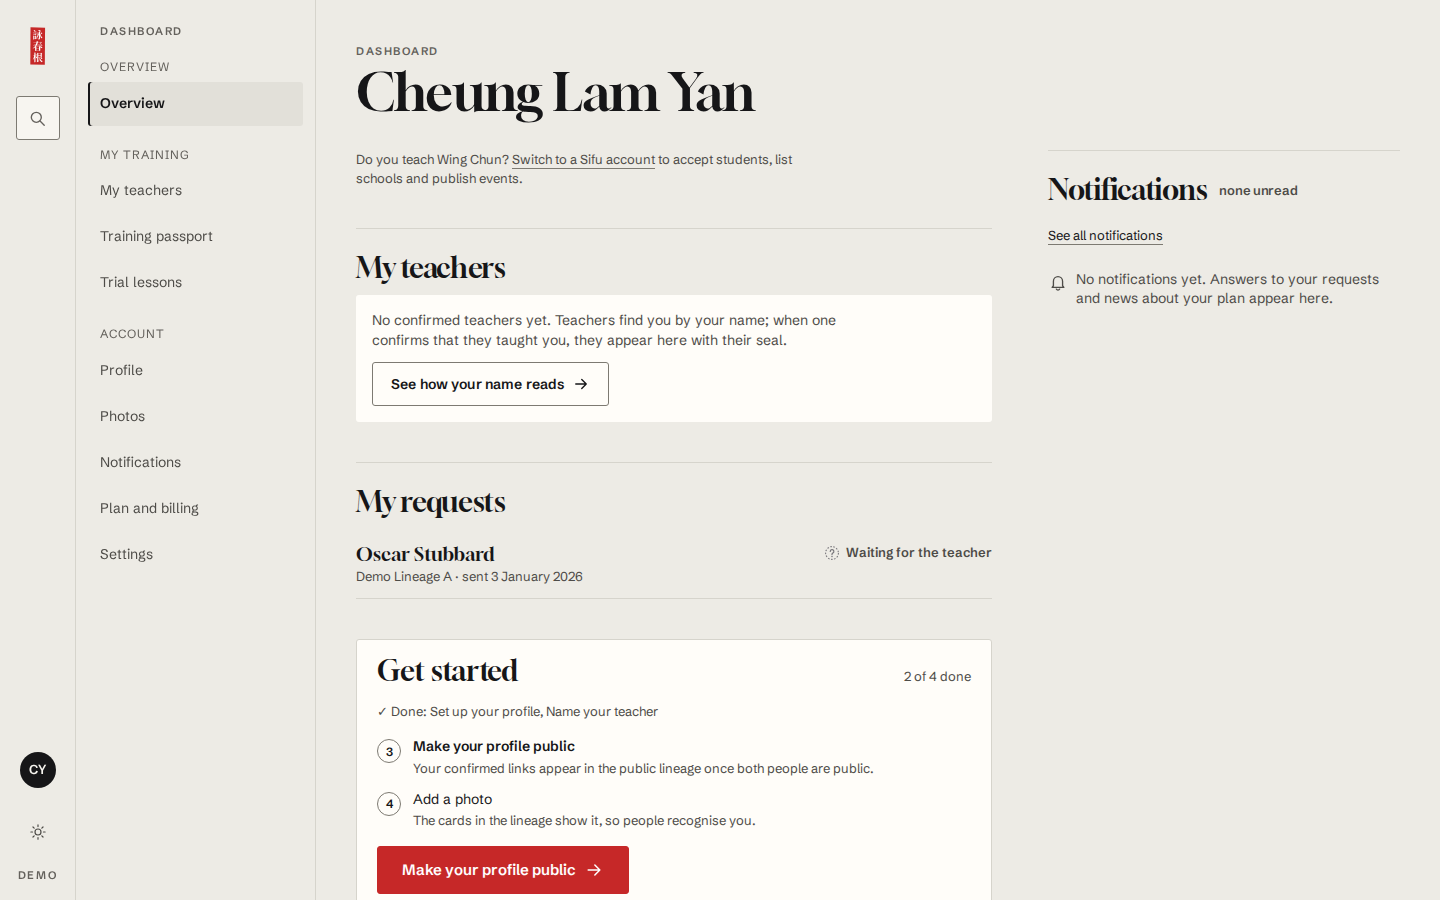 詠春根
DASHBOARD
OVERVIEW
Overview
MY TRAINING
My teachers
Training passport
Trial lessons
ACCOUNT
Profile
Photos
Notifications
Plan and billing
Settings
CY
DEMO
DASHBOARD
Cheung Lam Yan
Do you teach Wing Chun? Switch to a Sifu account to accept students, list
schools and publish events.
My teachers
No confirmed teachers yet. Teachers find you by your name; when one
confirms that they taught you, they appear here with their seal.
See how your name reads →
My requests
Oscar Stubbard
Waiting for the teacher
Demo Lineage A · sent 3 January 2026
Get started
2 of 4 done
✓ Done: Set up your profile, Name your teacher
3 Make your profile public
Your confirmed links appear in the public lineage once both people are public.
4 Add a photo
The cards in the lineage show it, so people recognise you.
Make your profile public →
Notifications none unread
See all notifications
No notifications yet. Answers to your requests
and news about your plan appear here.